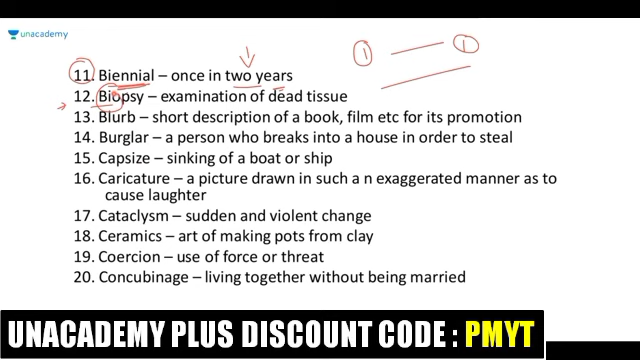 unacademy
① ①
11. Biennial – once in two years
12. Biopsy – examination of dead tissue
13. Blurb – short description of a book, film etc for its promotion
14. Burglar – a person who breaks into a house in order to steal
15. Capsize – sinking of a boat or ship
16. Caricature – a picture drawn in such a n exaggerated manner as to
cause laughter
17. Cataclysm – sudden and violent change
18. Ceramics – art of making pots from clay
19. Coercion – use of force or threat
20. Concubinage – living together without being married
UNACADEMY PLUS DISCOUNT CODE : PMYT